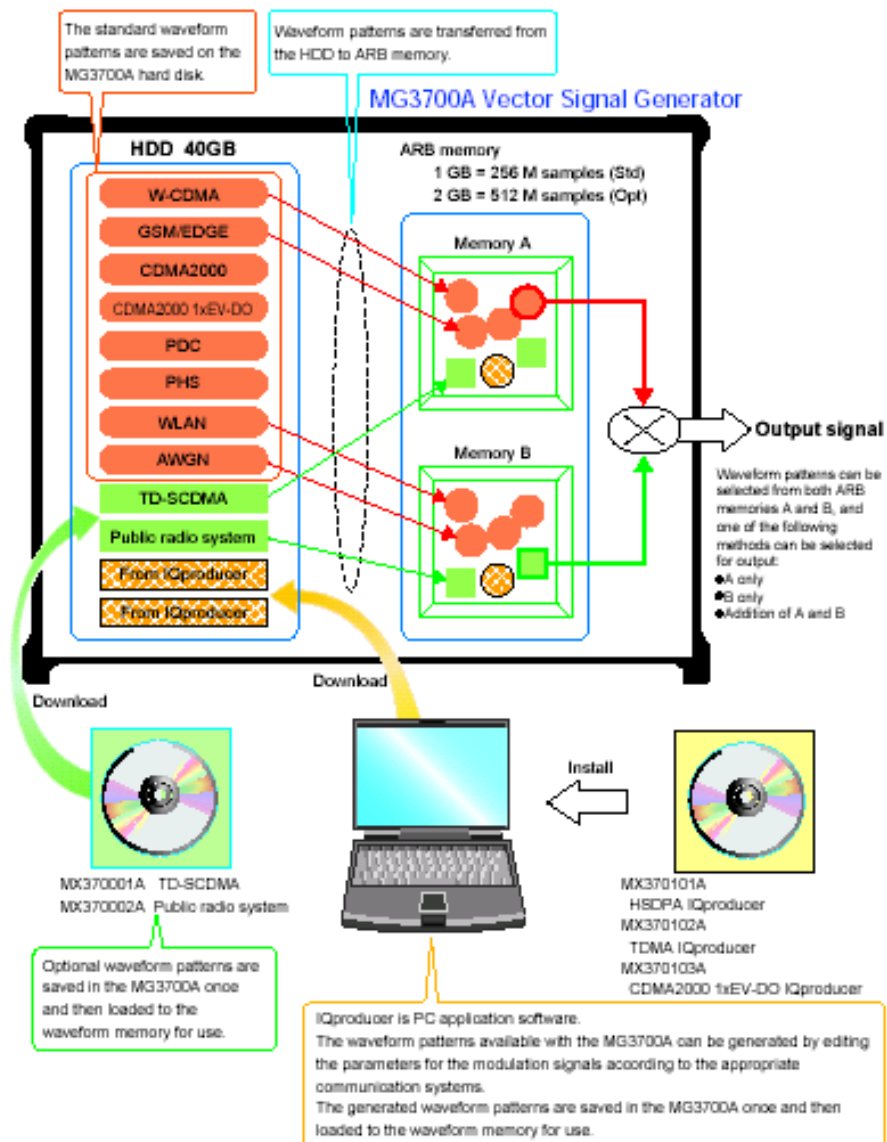 The standard waveform
patterns are saved on the
MG3700A hard disk.
Waveform patterns are transferred from
the HDD to ARB memory.
MG3700A Vector Signal Generator
HDD 40GB
W-CDMA
GSM/EDGE
CDMA2000
CDMA2000 1xEV-DO
PDC
PHS
WLAN
AWGN
TD-SCDMA
Public radio system
From IQproducer
From IQproducer
ARB memory
1 GB = 256 M samples (Std)
2 GB = 512 M samples (Opt)
Memory A
Memory B
Output signal
Waveform patterns can be
selected from both ARB
memories A and B, and
one of the following
methods can be selected
for output:
●A only
●B only
●Addition of A and B
Download
Download
Install
MX370001A TD-SCDMA
MX370002A Public radio system
Optional waveform patterns are
saved in the MG3700A once
and then loaded to the
waveform memory for use.
MX370101A
HSDPA IQproducer
MX370102A
TDMA IQproducer
MX370103A
CDMA2000 1xEV-DO IQproducer
IQproducer is PC application software.
The waveform patterns available with the MG3700A can be generated by editing
the parameters for the modulation signals according to the appropriate
communication systems.
The generated waveform patterns are saved in the MG3700A once and then
loaded to the waveform memory for use.